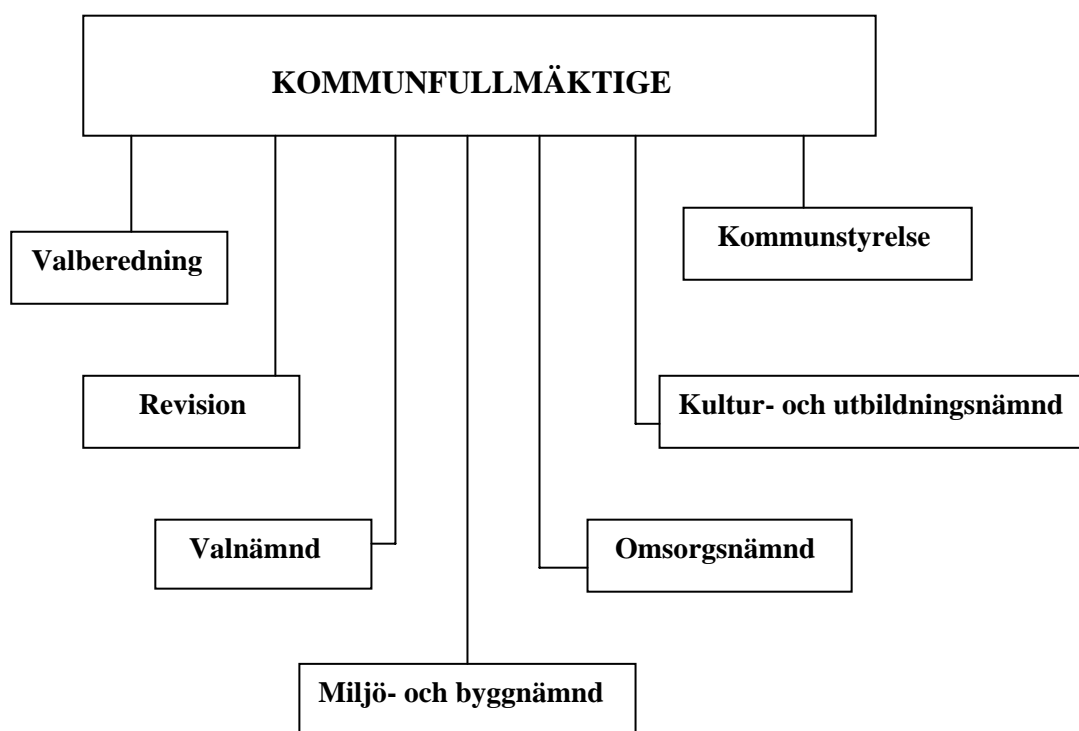 KOMMUNFULLMÄKTIGE
Kommunstyrelse
Valberedning
Revision
Kultur- och utbildningsnämnd
Valnämnd
Omsorgsnämnd
Miljö- och byggnämnd